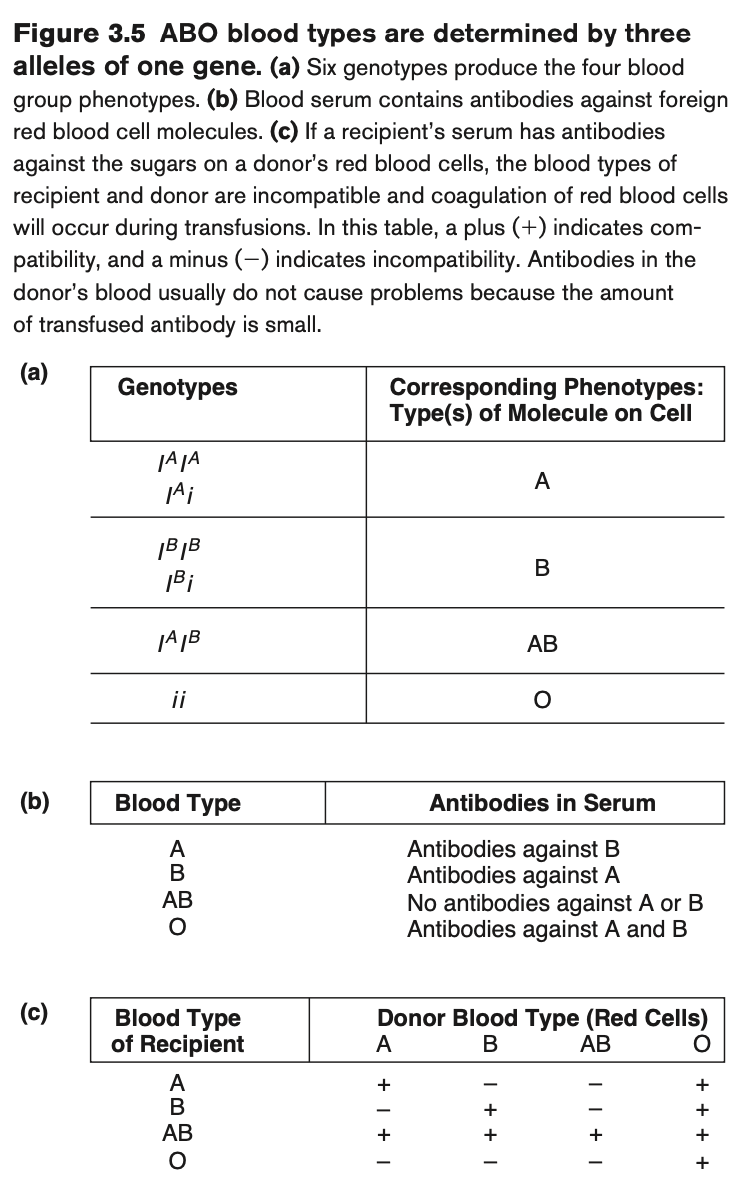 Figure 3.5 ABO blood types are determined by three
alleles of one gene. (a) Six genotypes produce the four blood
group phenotypes. (b) Blood serum contains antibodies against foreign
red blood cell molecules. (c) If a recipient's serum has antibodies
against the sugars on a donor's red blood cells, the blood types of
recipient and donor are incompatible and coagulation of red blood cells
will occur during transfusions. In this table, a plus (+) indicates com-
patibility, and a minus (−) indicates incompatibility. Antibodies in the
donor's blood usually do not cause problems because the amount
of transfused antibody is small.
(a)
Genotypes
Corresponding Phenotypes:
Type(s) of Molecule on Cell
I^A I^A
I^A i
A
I^B I^B
I^B i
B
I^A I^B
AB
ii
O
(b)
Blood Type Antibodies in Serum
A Antibodies against B
B Antibodies against A
AB No antibodies against A or B
O Antibodies against A and B
(c)
Blood Type
of Recipient
Donor Blood Type (Red Cells)
A B AB O
A + − − +
B − + − +
AB + + + +
O − − − +